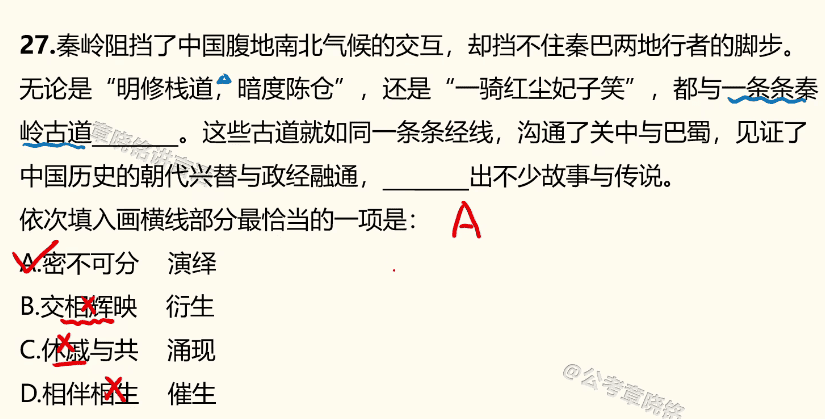 27.秦岭阻挡了中国腹地南北气候的交互，却挡不住秦巴两地行者的脚步。
无论是“明修栈道，暗度陈仓”，还是“一骑红尘妃子笑”，都与一条条秦
岭古道________。这些古道就如同一条条经线，沟通了关中与巴蜀，见证了
中国历史的朝代兴替与政经融通，________出不少故事与传说。
依次填入画横线部分最恰当的一项是：
A
A.密不可分 演绎
B.交相辉映 衍生
C.休戚与共 涌现
D.相伴相生 催生
@公考章晓铭